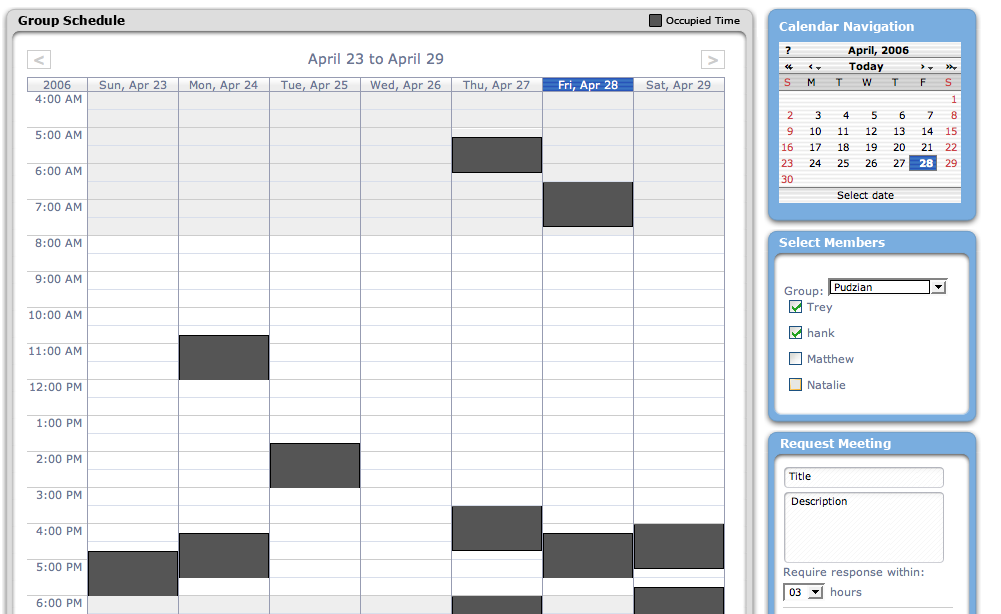 Group Schedule
Occupied Time
<
April 23 to April 29
>
2006 Sun, Apr 23 Mon, Apr 24 Tue, Apr 25 Wed, Apr 26 Thu, Apr 27 Fri, Apr 28 Sat, Apr 29
4:00 AM
5:00 AM
6:00 AM
7:00 AM
8:00 AM
9:00 AM
10:00 AM
11:00 AM
12:00 PM
1:00 PM
2:00 PM
3:00 PM
4:00 PM
5:00 PM
6:00 PM
Calendar Navigation
? April, 2006
« ‹ Today › »
S M T W T F S
1
2 3 4 5 6 7 8
9 10 11 12 13 14 15
16 17 18 19 20 21 22
23 24 25 26 27 28 29
30
Select date
Select Members
Group: Pudzian
Trey
hank
Matthew
Natalie
Request Meeting
Title
Description
Require response within:
03 hours